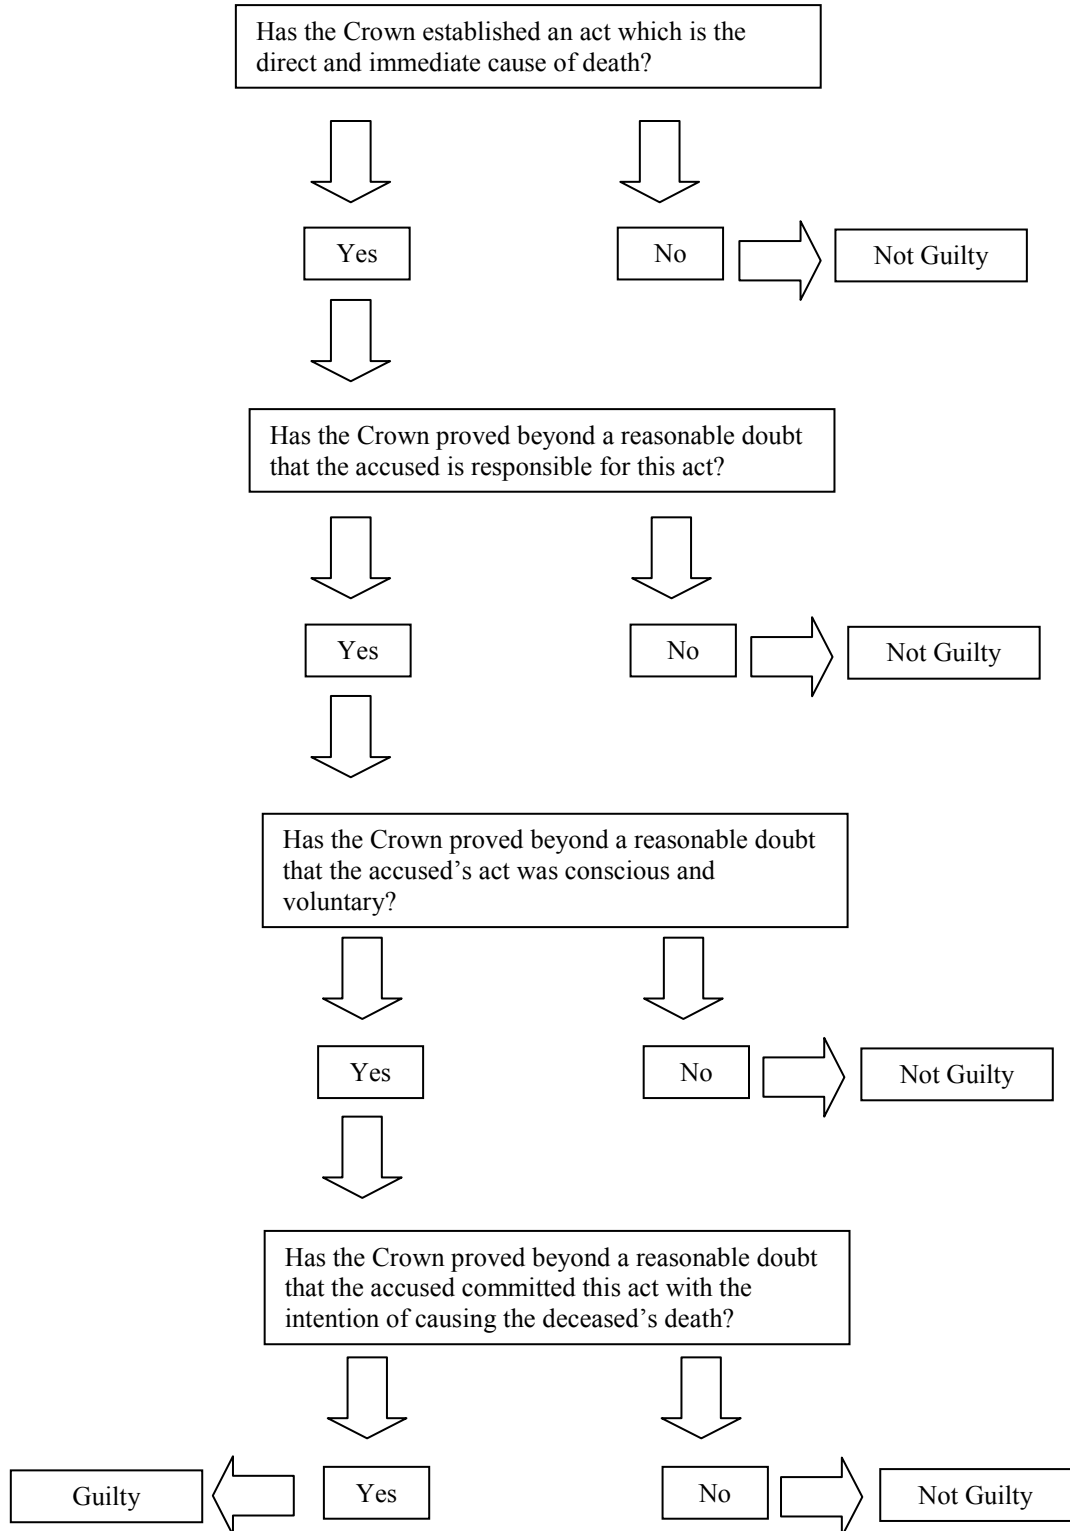 Has the Crown established an act which is the
direct and immediate cause of death?
Yes
No
Not Guilty
Has the Crown proved beyond a reasonable doubt
that the accused is responsible for this act?
Yes
No
Not Guilty
Has the Crown proved beyond a reasonable doubt
that the accused’s act was conscious and
voluntary?
Yes
No
Not Guilty
Has the Crown proved beyond a reasonable doubt
that the accused committed this act with the
intention of causing the deceased’s death?
Guilty
Yes
No
Not Guilty